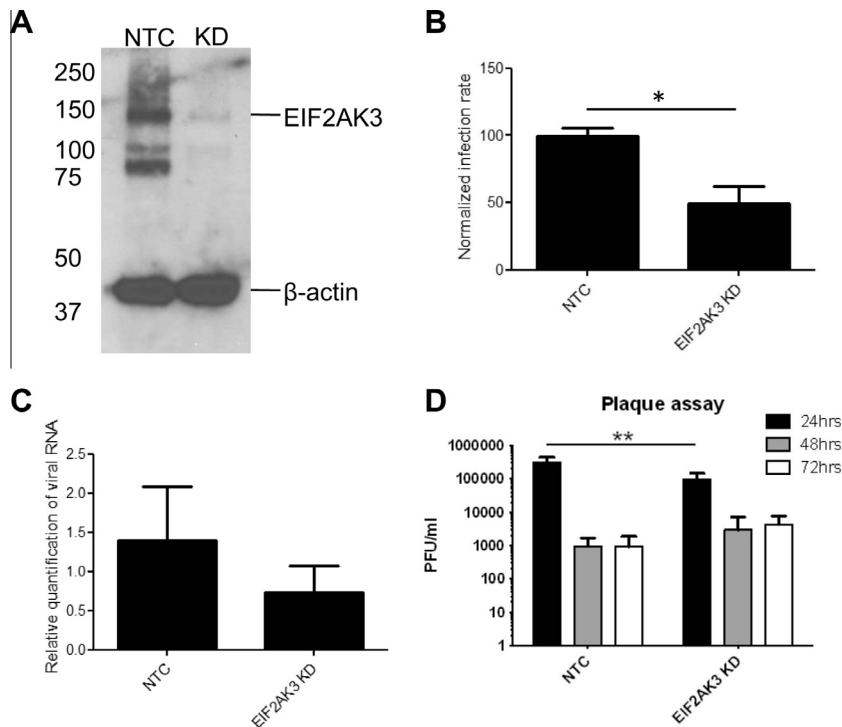 A
NTC KD
250
150
100
75
50
37
EIF2AK3
β-actin
B
Normalized infection rate
150
100
50
0
*
NTC
EIF2AK3 KD
C
Relative quantification of viral RNA
2.5
2.0
1.5
1.0
0.5
0.0
NTC
EIF2AK3 KD
D
Plaque assay
24hrs
48hrs
72hrs
PFU/ml
1000000
100000
10000
1000
100
10
1
**
NTC
EIF2AK3 KD